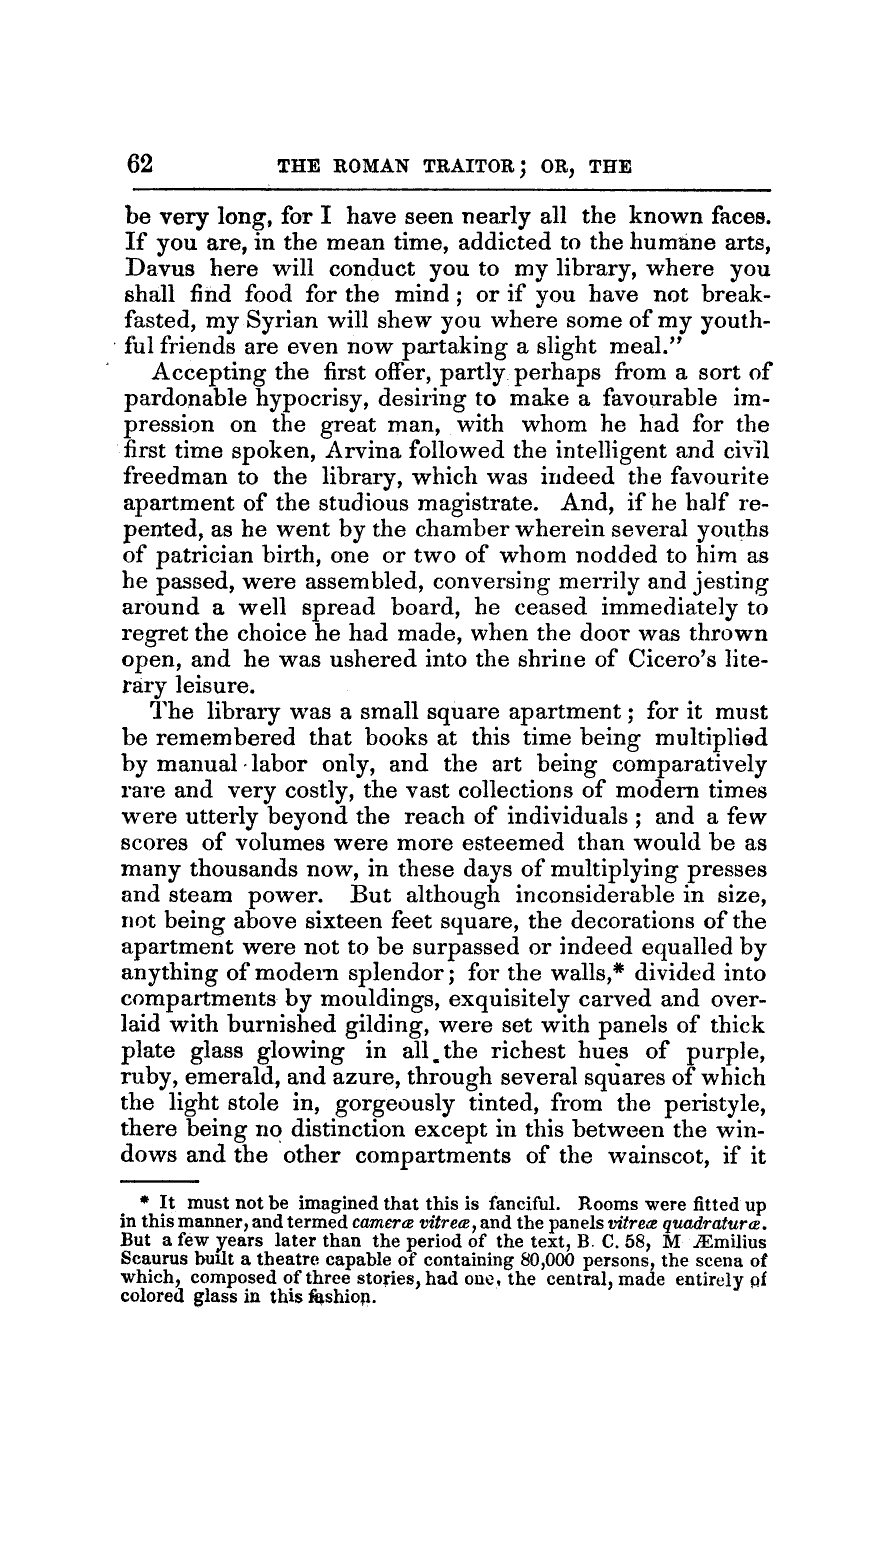 62 THE ROMAN TRAITOR; OR, THE
be very long, for I have seen nearly all the known faces.
If you are, in the mean time, addicted to the humane arts,
Davus here will conduct you to my library, where you
shall find food for the mind; or if you have not break-
fasted, my Syrian will shew you where some of my youth-
ful friends are even now partaking a slight meal.”
Accepting the first offer, partly perhaps from a sort of
pardonable hypocrisy, desiring to make a favourable im-
pression on the great man, with whom he had for the
first time spoken, Arvina followed the intelligent and civil
freedman to the library, which was indeed the favourite
apartment of the studious magistrate. And, if he half re-
pented, as he went by the chamber wherein several youths
of patrician birth, one or two of whom nodded to him as
he passed, were assembled, conversing merrily and jesting
around a well spread board, he ceased immediately to
regret the choice he had made, when the door was thrown
open, and he was ushered into the shrine of Cicero's lite-
rary leisure.
The library was a small square apartment; for it must
be remembered that books at this time being multiplied
by manual labor only, and the art being comparatively
rare and very costly, the vast collections of modern times
were utterly beyond the reach of individuals; and a few
scores of volumes were more esteemed than would be as
many thousands now, in these days of multiplying presses
and steam power. But although inconsiderable in size,
not being above sixteen feet square, the decorations of the
apartment were not to be surpassed or indeed equalled by
anything of modern splendor; for the walls,* divided into
compartments by mouldings, exquisitely carved and over-
laid with burnished gilding, were set with panels of thick
plate glass glowing in all the richest hues of purple,
ruby, emerald, and azure, through several squares of which
the light stole in, gorgeously tinted, from the peristyle,
there being no distinction except in this between the win-
dows and the other compartments of the wainscot, if it
* It must not be imagined that this is fanciful. Rooms were fitted up
in this manner, and termed cameræ vitreæ, and the panels vitreæ quadraturæ.
But a few years later than the period of the text, B. C. 58, M Æmilius
Scaurus built a theatre capable of containing 80,000 persons, the scena of
which, composed of three stories, had one, the central, made entirely of
colored glass in this fashion.